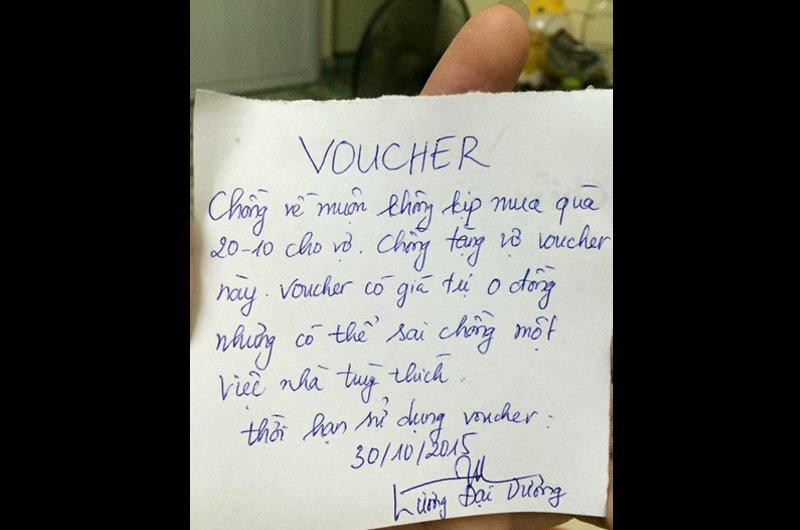 VOUCHER
Chồng về muộn không kịp mua quà
20-10 cho vợ. Chồng tặng vợ voucher
này. Voucher có giá trị 0 đồng
nhưng có thể sai chồng một
việc nhà tuỳ thích.
Thời hạn sử dụng voucher:
30/10/2015
Lương Đại Dương